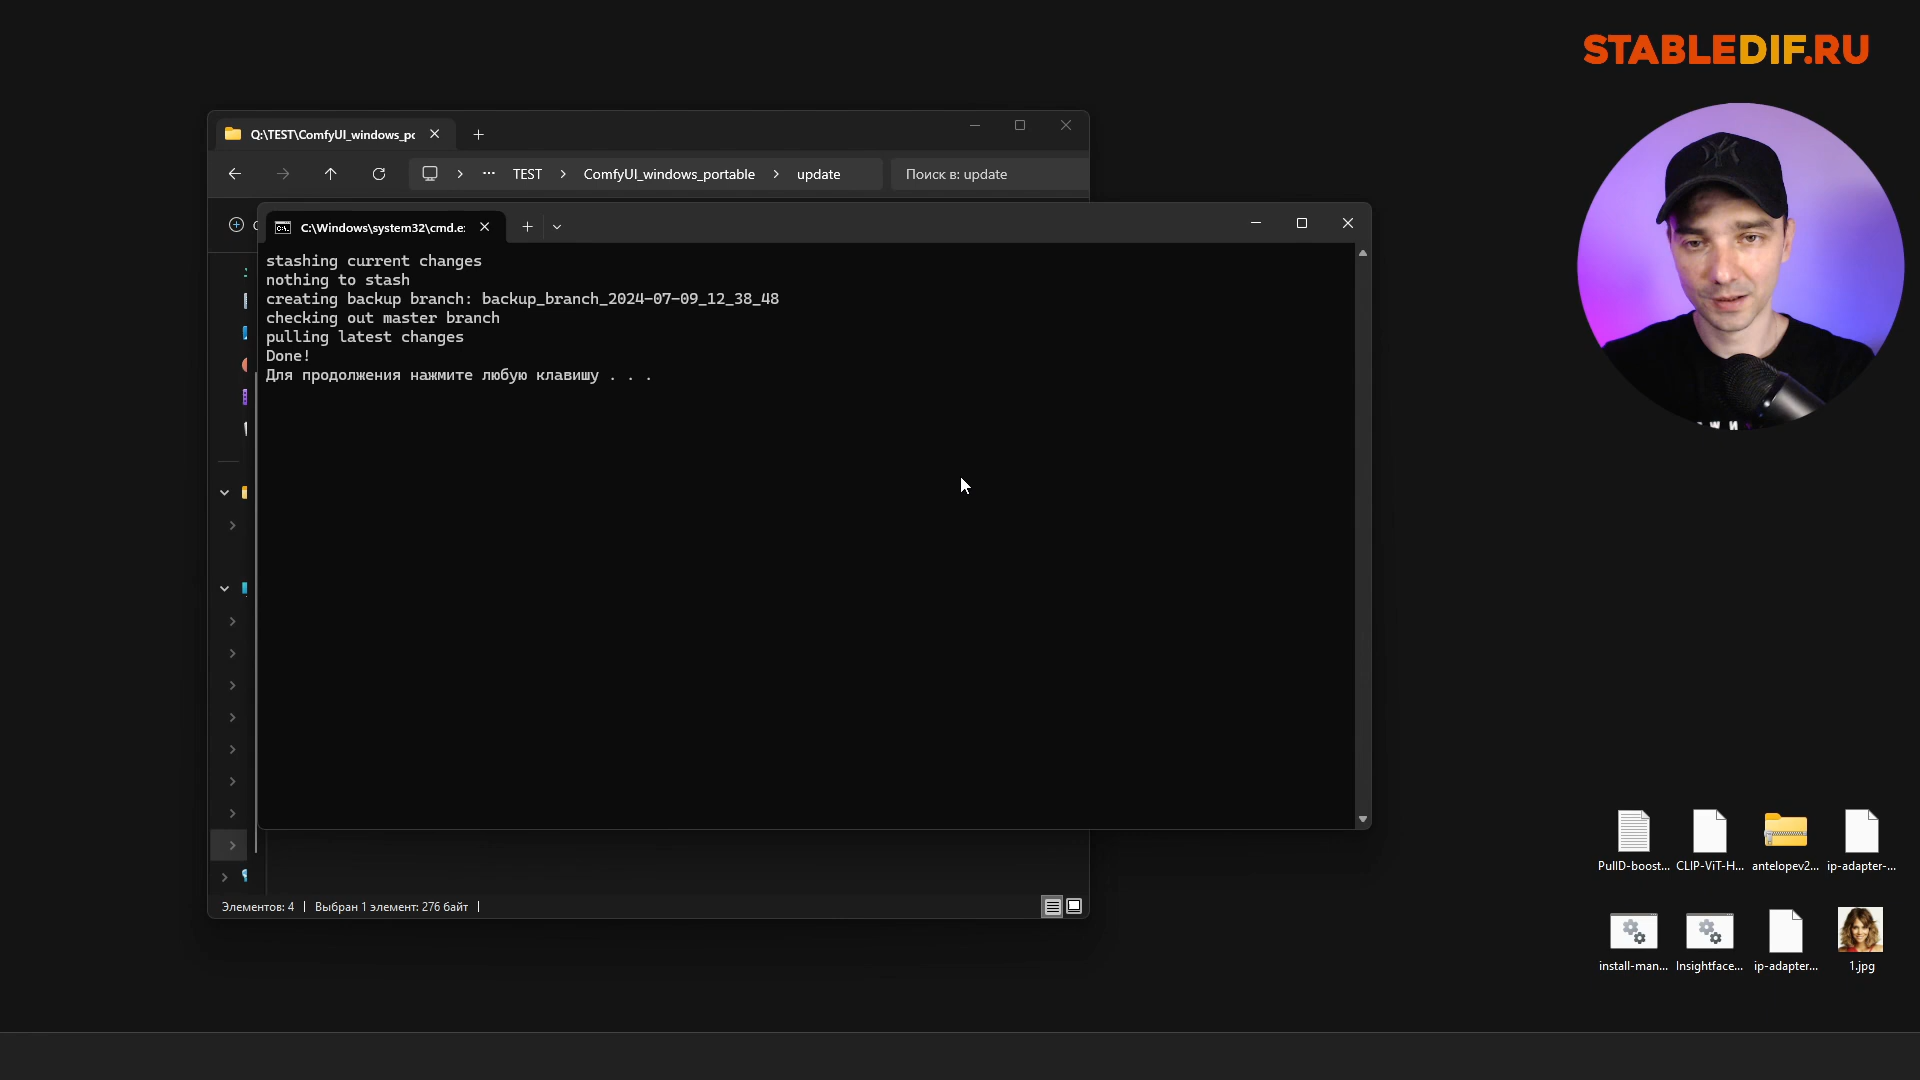 STABLEDIF.RU
Q:\TEST\ComfyUI_windows_pc
TEST
ComfyUI_windows_portable
update
Поиск в: update
C:\Windows\system32\cmd.e:
stashing current changes
nothing to stash
creating backup branch: backup_branch_2024-07-09_12_38_48
checking out master branch
pulling latest changes
Done!
Для продолжения нажмите любую клавишу . . .
Элементов: 4
Выбран 1 элемент: 276 байт
PulID-boost... CLIP-ViT-H... antelopev2... ip-adapter-...
install-man... Insightface... ip-adapter... 1.jpg